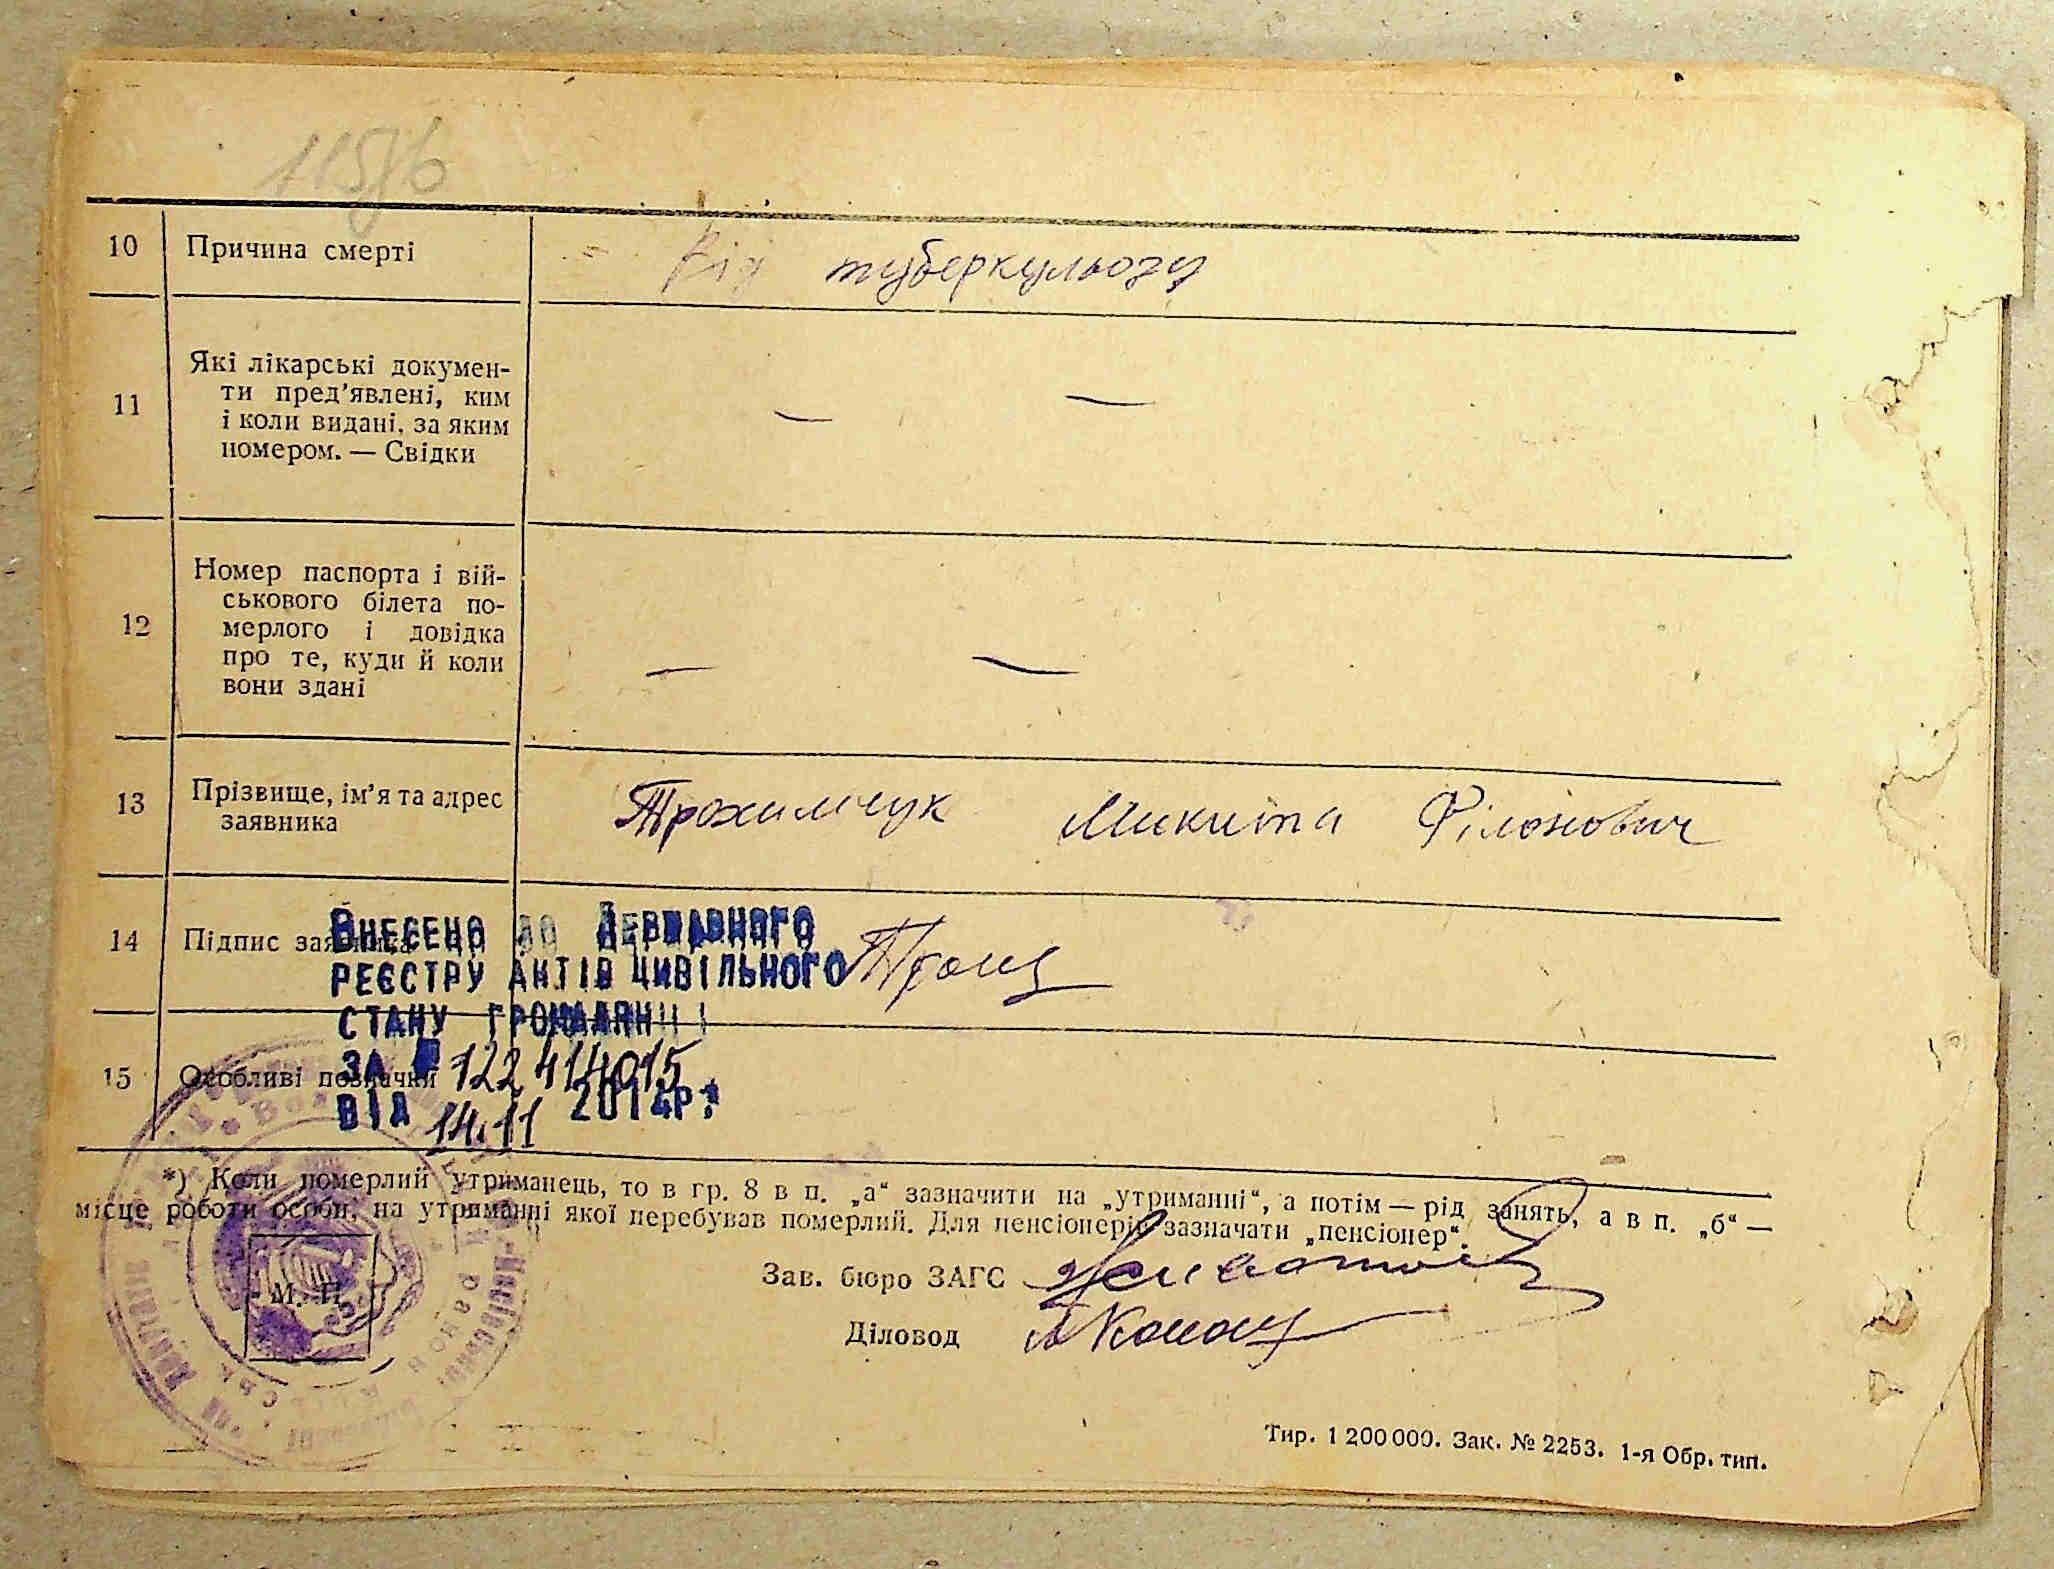 115
10 Причина смерті Від туберкульозу
11 Які лікарські докумен-
ти пред'явлені, ким
і коли видані, за яким
номером. — Свідки — —
12 Номер паспорта і вій-
ськового білета по-
мерлого і довідка
про те, куди й коли
вони здані — —
13 Прізвище, ім'я та адрес
заявника Трохимчук Микита Філонович
14 Підпис заявника
Внесено до Державного
реєстру актів цивільного
стану громадян
за 122414015
15 Особливі позначки
від 14.11 2014р.
*) Коли померлий утриманець, то в гр. 8 в п. „а“ зазначити на „утриманні“, а потім — рід занять, а в п. „б“ —
місце роботи особи, на утриманні якої перебував померлий. Для пенсіонерів зазначати „пенсіонер“.
Зав. бюро ЗАГС
М. П.
Діловод
Тир. 1 200 000. Зак. № 2253. 1-я Обр. тип.